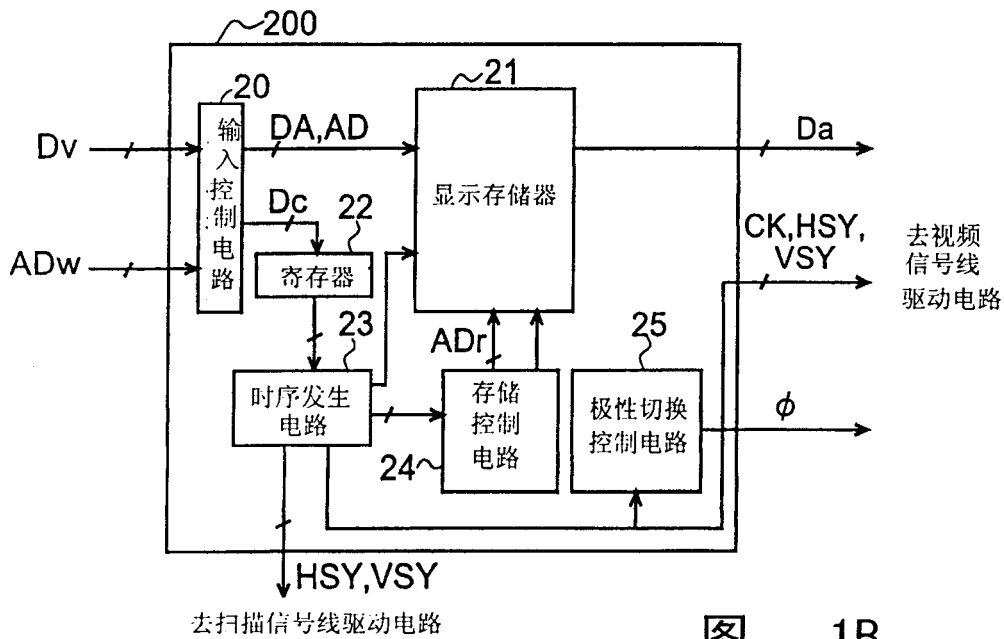 200
20
21
Dv
输入控制电路
DA,AD
显示存储器
Da
Dc
22
CK,HSY,
VSY
去视频
信号线
驱动电路
ADw
寄存器
23
ADr
25
时序发生
电路
存储
控制
电路
极性切换
控制电路
ϕ
24
HSY,VSY
去扫描信号线驱动电路
图 1B